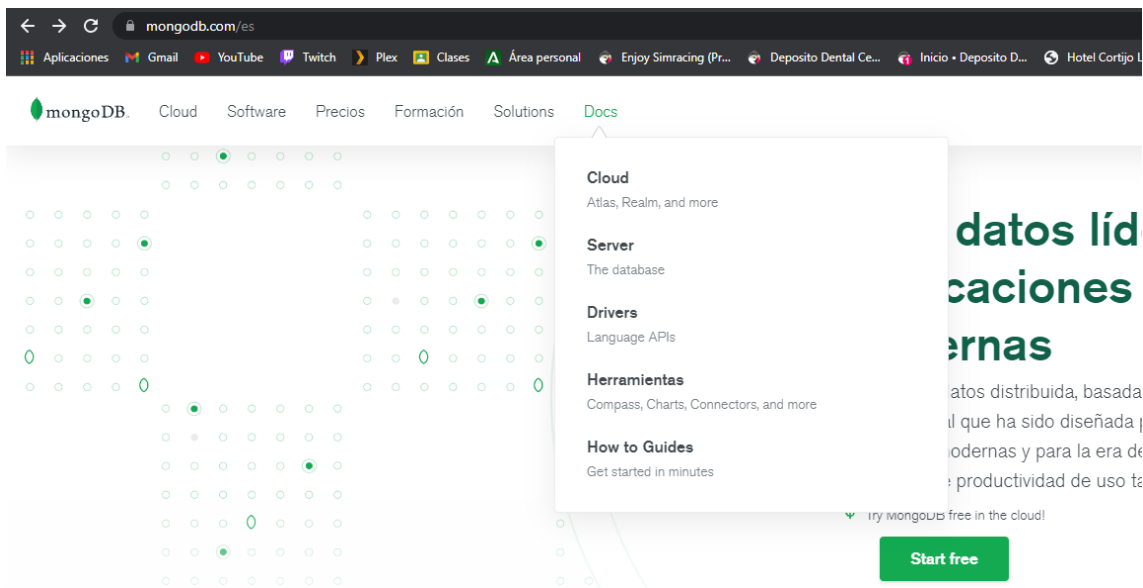 mongodb.com/es
Aplicaciones Gmail YouTube Twitch Plex Clases Área personal Enjoy Simracing (Pr... Deposito Dental Ce... Inicio • Deposito D... Hotel Cortijo L
mongoDB. Cloud Software Precios Formación Solutions Docs
Cloud
Atlas, Realm, and more
Server
The database
Drivers
Language APIs
Herramientas
Compass, Charts, Connectors, and more
How to Guides
Get started in minutes
datos líd
caciones
ernas
atos distribuida, basada
que ha sido diseñada
odernas y para la era de
productividad de uso ta
Try MongoDB free in the cloud!
Start free